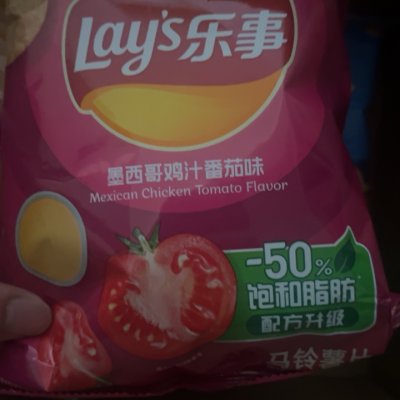 Lay's乐事
墨西哥鸡汁番茄味
Mexican Chicken Tomato Flavor
-50%
饱和脂肪*
配方升级
马铃薯片